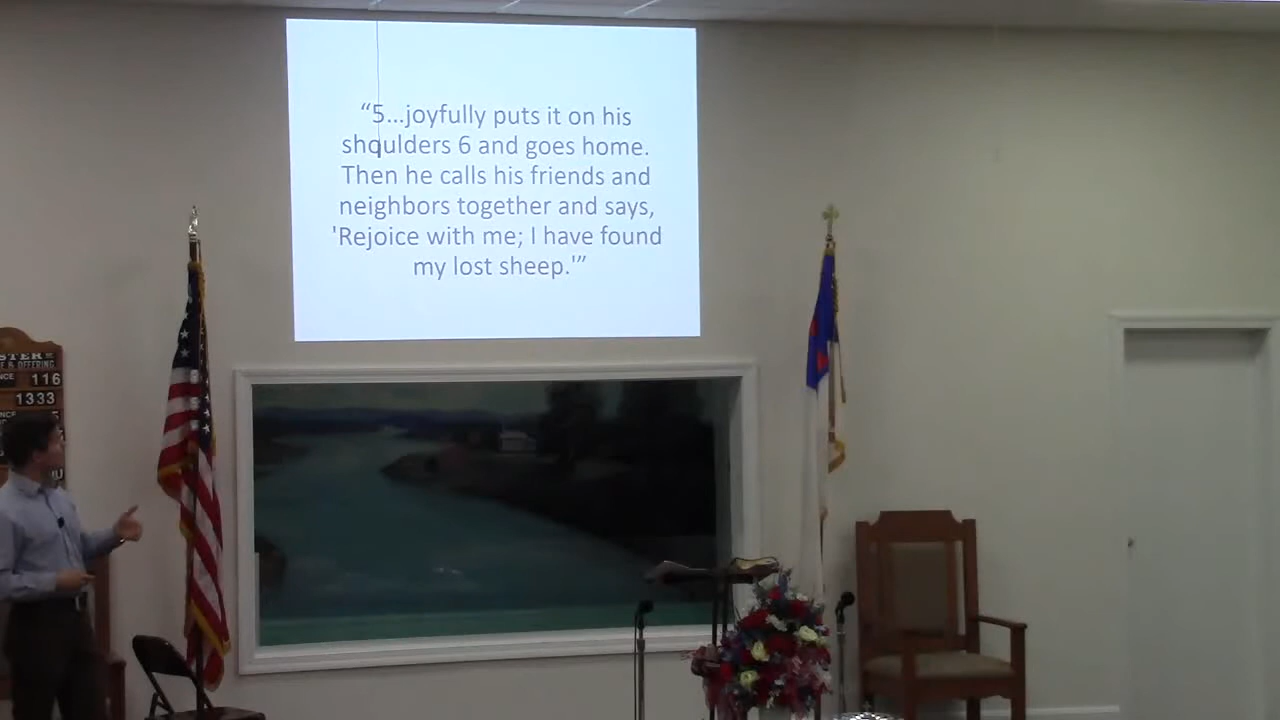 “5...joyfully puts it on his
shoulders 6 and goes home.
Then he calls his friends and
neighbors together and says,
'Rejoice with me; I have found
my lost sheep.'”
OFFERING
116
1333